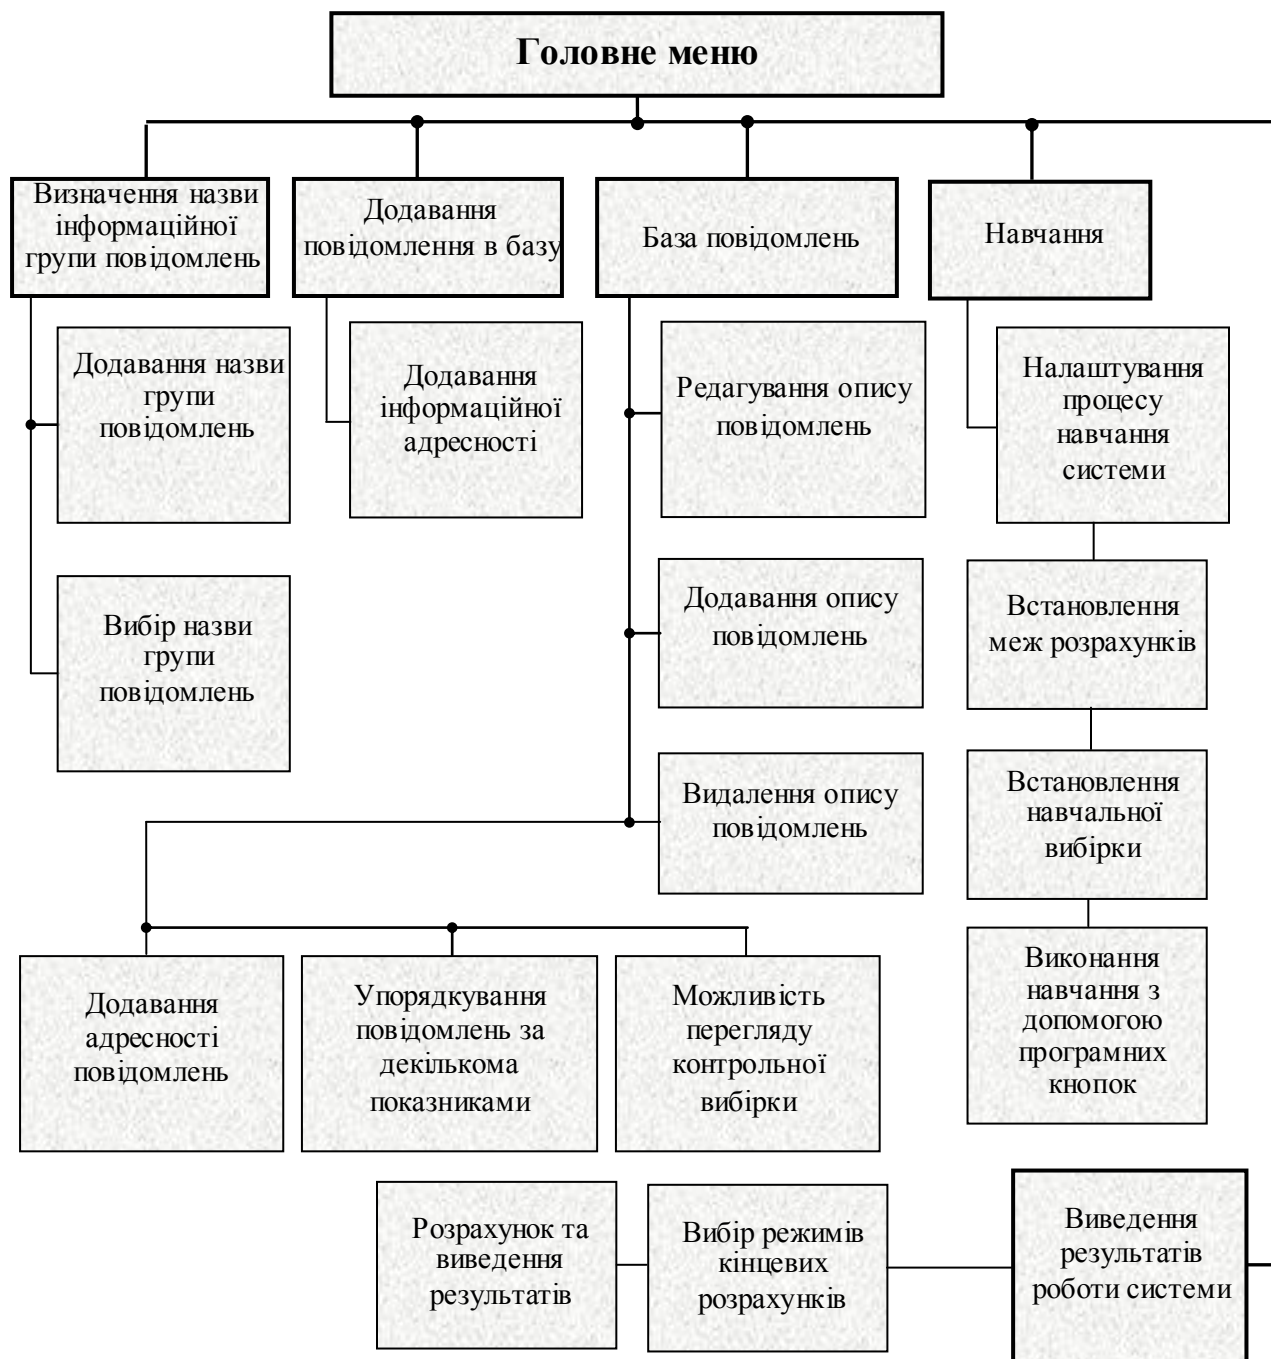 Головне меню
Визначення назви
інформаційної
групи повідомлень
Додавання
повідомлення в базу
База повідомлень
Навчання
Додавання назви
групи
повідомлень
Додавання
інформаційної
адресності
Редагування опису
повідомлень
Налаштування
процесу
навчання
системи
Вибір назви
групи
повідомлень
Додавання опису
повідомлень
Встановлення
меж розрахунків
Видалення опису
повідомлень
Встановлення
навчальної
вибірки
Додавання
адресності
повідомлень
Упорядкування
повідомлень за
декількома
показниками
Можливість
перегляду
контрольної
вибірки
Виконання
навчання з
допомогою
програмних
кнопок
Розрахунок та
виведення
результатів
Вибір режимів
кінцевих
розрахунків
Виведення
результатів
роботи системи